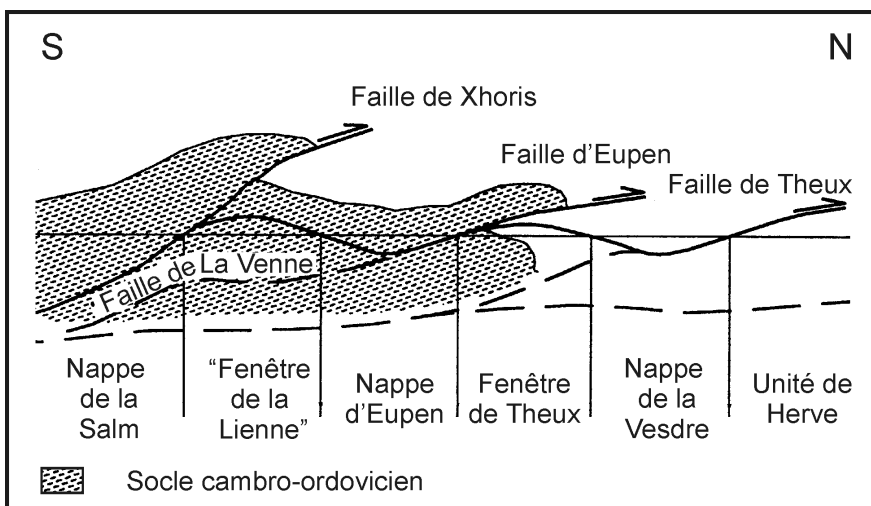 S
N
Faille de Xhoris
Faille d’Eupen
Faille de Theux
Faille de La Venne
Nappe
de la
Salm
“Fenêtre
de la
Lienne”
Nappe
d’Eupen
Fenêtre
de Theux
Nappe
de la
Vesdre
Unité de
Herve
Socle cambro-ordovicien